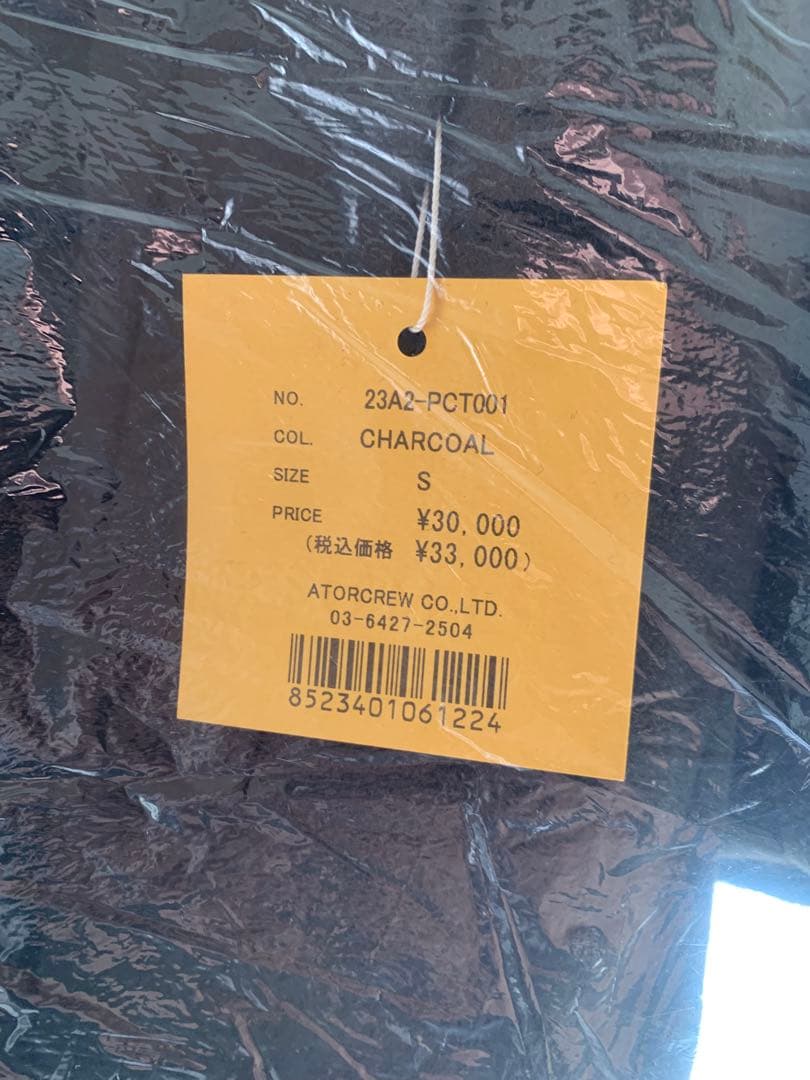 NO. 23A2-PCT001
COL. CHARCOAL
SIZE S
PRICE ¥30,000
(税込価格 ¥33,000)
ATORCREW CO.,LTD.
03-6427-2504
8523401061224